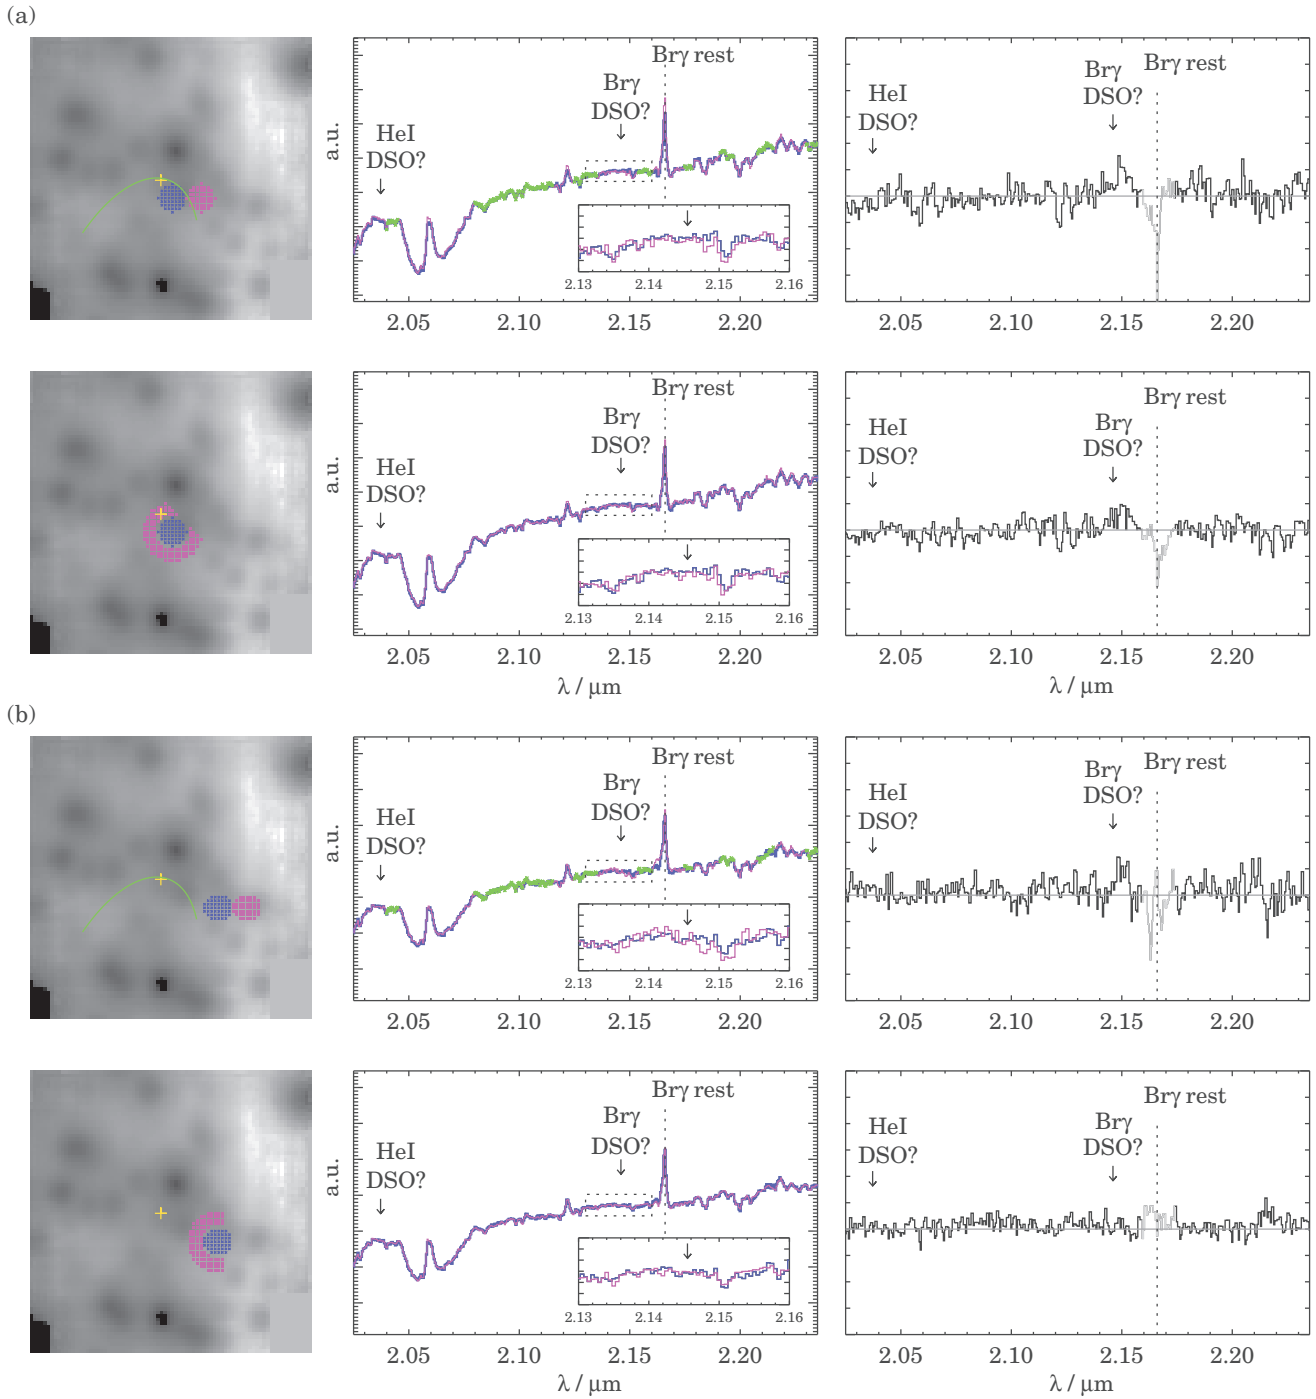 (a)
a.u.
HeI
DSO?
Brγ
DSO?
Brγ rest
2.13 2.14 2.15 2.16
2.05 2.10 2.15 2.20
HeI
DSO?
Brγ
DSO?
Brγ rest
2.05 2.10 2.15 2.20
a.u.
HeI
DSO?
Brγ
DSO?
Brγ rest
2.13 2.14 2.15 2.16
2.05 2.10 2.15 2.20
λ / μm
HeI
DSO?
Brγ
DSO?
Brγ rest
2.05 2.10 2.15 2.20
λ / μm
(b)
a.u.
HeI
DSO?
Brγ
DSO?
Brγ rest
2.13 2.14 2.15 2.16
2.05 2.10 2.15 2.20
HeI
DSO?
Brγ
DSO?
Brγ rest
2.05 2.10 2.15 2.20
a.u.
HeI
DSO?
Brγ
DSO?
Brγ rest
2.13 2.14 2.15 2.16
2.05 2.10 2.15 2.20
λ / μm
HeI
DSO?
Brγ
DSO?
Brγ rest
2.05 2.10 2.15 2.20
λ / μm